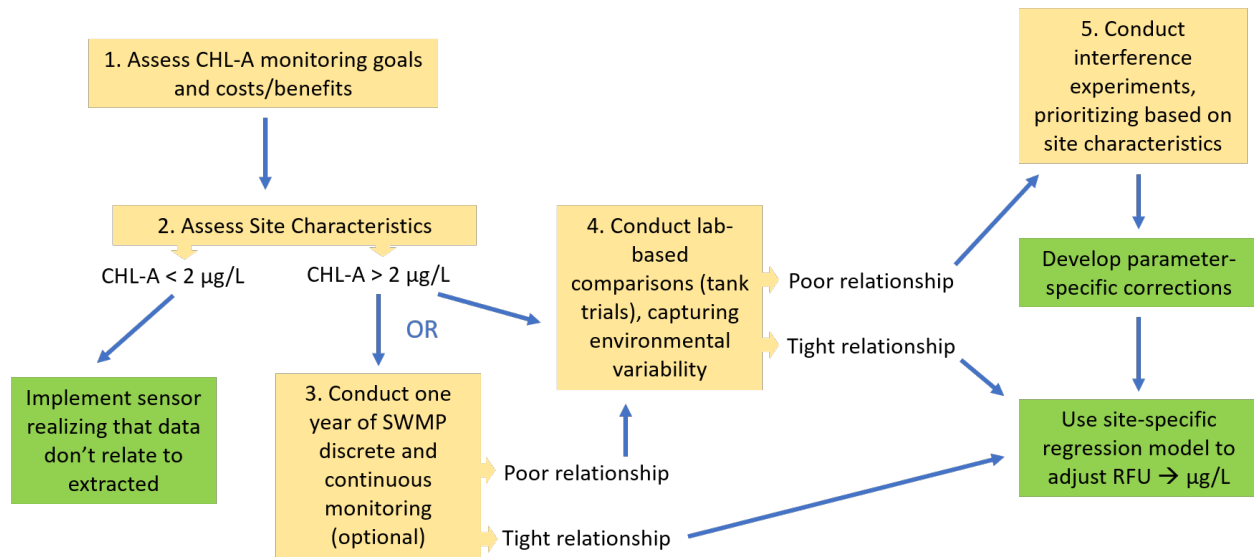 1. Assess CHL-A monitoring goals
and costs/benefits
2. Assess Site Characteristics
CHL-A < 2 µg/L
CHL-A > 2 µg/L
OR
Implement sensor
realizing that data
don’t relate to
extracted
3. Conduct one
year of SWMP
discrete and
continuous
monitoring
(optional)
Poor relationship
Tight relationship
4. Conduct lab-
based
comparisons (tank
trials), capturing
environmental
variability
Poor relationship
Tight relationship
5. Conduct
interference
experiments,
prioritizing based on
site characteristics
Develop parameter-
specific corrections
Use site-specific
regression model to
adjust RFU → µg/L